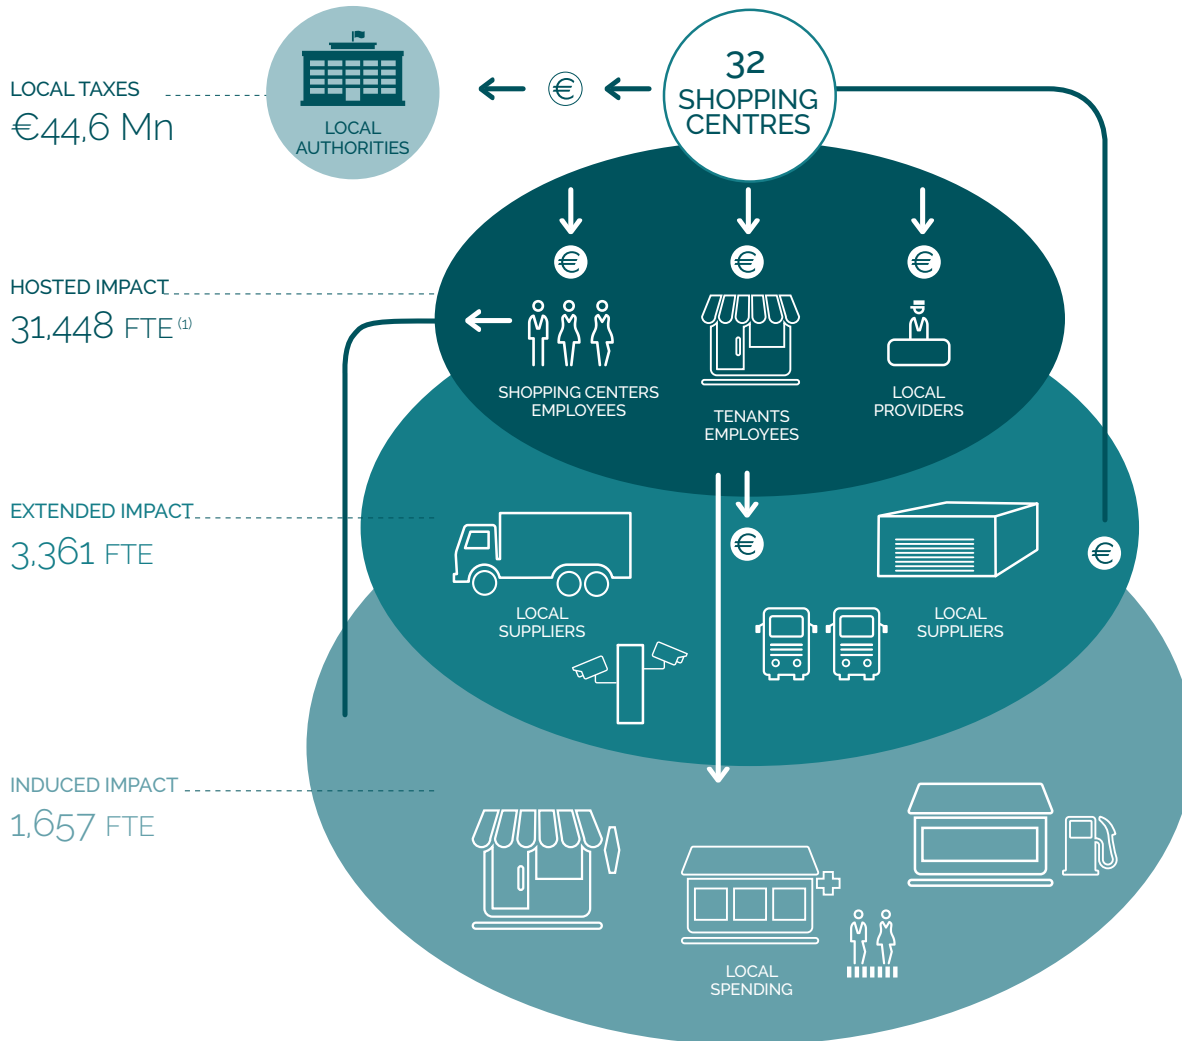 32
SHOPPING
CENTRES
€
LOCAL TAXES
€44,6 Mn
LOCAL
AUTHORITIES
HOSTED IMPACT
31,448 FTE (1)
€
€
€
SHOPPING CENTERS
EMPLOYEES
TENANTS
EMPLOYEES
LOCAL
PROVIDERS
EXTENDED IMPACT
3,361 FTE
€
€
LOCAL
SUPPLIERS
LOCAL
SUPPLIERS
INDUCED IMPACT
1,657 FTE
LOCAL
SPENDING